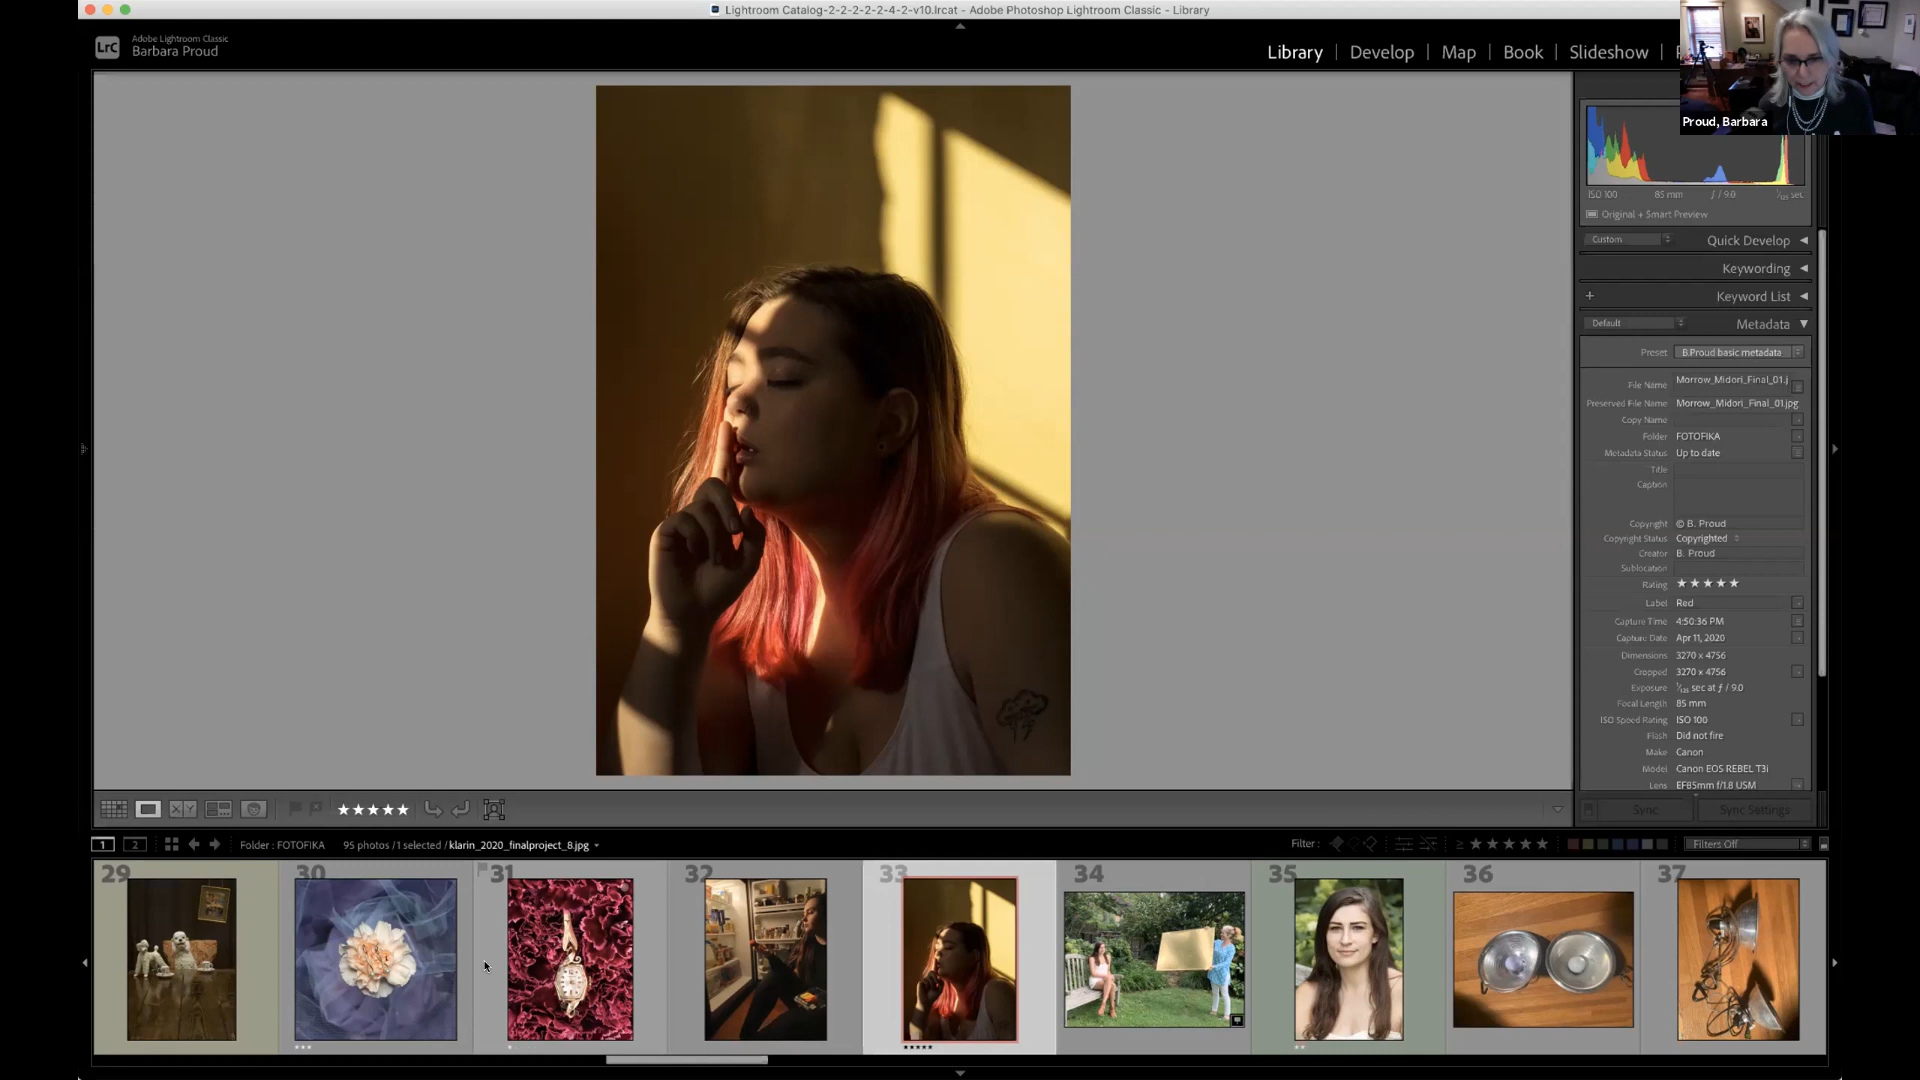 Lightroom Catalog-2-2-2-2-2-4-2-v10.lrcat - Adobe Photoshop Lightroom Classic - Library
LrC
Adobe Lightroom Classic
Barbara Proud
Library | Develop | Map | Book | Slideshow |
Proud, Barbara
ISO 100 85 mm ƒ / 9.0 1/125 sec
Original + Smart Preview
Custom Quick Develop
Keywording
+ Keyword List
Default Metadata
Preset B.Proud basic metadata
File Name Morrow_Midori_Final_01.j
Preserved File Name Morrow_Midori_Final_01.jpg
Copy Name
Folder FOTOFIKA
Metadata Status Up to date
Title
Caption
Copyright © B. Proud
Copyright Status Copyrighted
Creator B. Proud
Sublocation
Rating ★★★★★
Label Red
Capture Time 4:50:36 PM
Capture Date Apr 11, 2020
Dimensions 3270 x 4756
Cropped 3270 x 4756
Exposure 1/125 sec at ƒ / 9.0
Focal Length 85 mm
ISO Speed Rating ISO 100
Flash Did not fire
Make Canon
Model Canon EOS REBEL T3i
Lens EF85mm f/1.8 USM
X Y ★★★★★
Sync Sync Settings
1 2 Folder : FOTOFIKA 95 photos / 1 selected / klarin_2020_finalproject_8.jpg Filter : ≥ ★★★★★ Filters Off
29 30 31 32 33 34 35 36 37